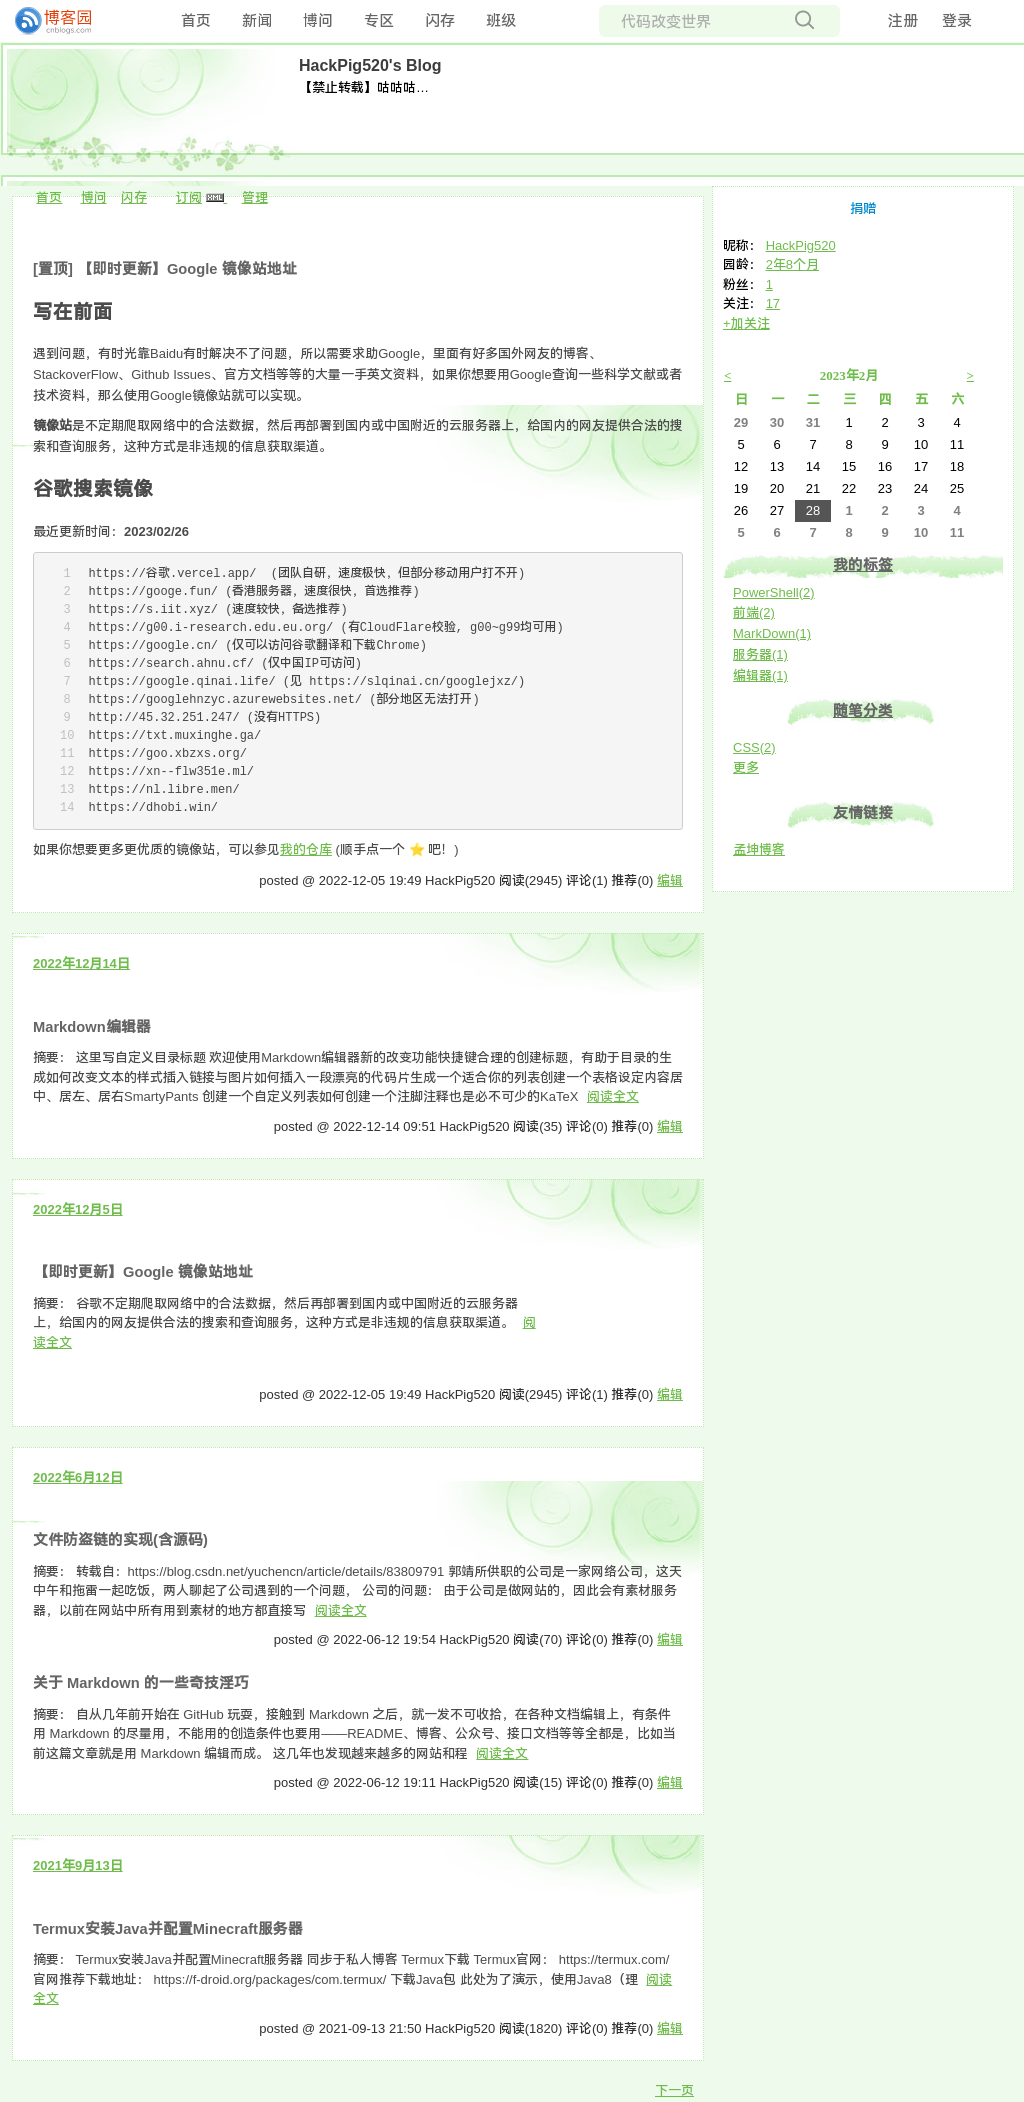 博客园
cnblogs.com
首页 新闻 博问 专区 闪存 班级 代码改变世界 注册 登录
HackPig520's Blog
【禁止转载】咕咕咕…
首页 博问 闪存 订阅 XML 管理
[置顶] 【即时更新】Google 镜像站地址
写在前面
遇到问题，有时光靠Baidu有时解决不了问题，所以需要求助Google，里面有好多国外网友的博客、
StackoverFlow、Github Issues、官方文档等等的大量一手英文资料，如果你想要用Google查询一些科学文献或者
技术资料，那么使用Google镜像站就可以实现。
镜像站是不定期爬取网络中的合法数据，然后再部署到国内或中国附近的云服务器上，给国内的网友提供合法的搜
索和查询服务，这种方式是非违规的信息获取渠道。
谷歌搜索镜像
最近更新时间：2023/02/26
1 https://谷歌.vercel.app/ (团队自研，速度极快，但部分移动用户打不开)
2 https://googe.fun/ (香港服务器，速度很快，首选推荐)
3 https://s.iit.xyz/ (速度较快，备选推荐)
4 https://g00.i-research.edu.eu.org/ (有CloudFlare校验, g00~g99均可用)
5 https://google.cn/ (仅可以访问谷歌翻译和下载Chrome)
6 https://search.ahnu.cf/ (仅中国IP可访问)
7 https://google.qinai.life/ (见 https://slqinai.cn/googlejxz/)
8 https://googlehnzyc.azurewebsites.net/ (部分地区无法打开)
9 http://45.32.251.247/ (没有HTTPS)
10 https://txt.muxinghe.ga/
11 https://goo.xbzxs.org/
12 https://xn--flw351e.ml/
13 https://nl.libre.men/
14 https://dhobi.win/
如果你想要更多更优质的镜像站，可以参见我的仓库 (顺手点一个 ⭐ 吧！)
posted @ 2022-12-05 19:49 HackPig520 阅读(2945) 评论(1) 推荐(0) 编辑
2022年12月14日
Markdown编辑器
摘要： 这里写自定义目录标题 欢迎使用Markdown编辑器新的改变功能快捷键合理的创建标题，有助于目录的生
成如何改变文本的样式插入链接与图片如何插入一段漂亮的代码片生成一个适合你的列表创建一个表格设定内容居
中、居左、居右SmartyPants 创建一个自定义列表如何创建一个注脚注释也是必不可少的KaTeX 阅读全文
posted @ 2022-12-14 09:51 HackPig520 阅读(35) 评论(0) 推荐(0) 编辑
2022年12月5日
【即时更新】Google 镜像站地址
摘要： 谷歌不定期爬取网络中的合法数据，然后再部署到国内或中国附近的云服务器
上，给国内的网友提供合法的搜索和查询服务，这种方式是非违规的信息获取渠道。 阅
读全文
posted @ 2022-12-05 19:49 HackPig520 阅读(2945) 评论(1) 推荐(0) 编辑
2022年6月12日
文件防盗链的实现(含源码)
摘要： 转载自：https://blog.csdn.net/yuchencn/article/details/83809791 郭靖所供职的公司是一家网络公司，这天
中午和拖雷一起吃饭，两人聊起了公司遇到的一个问题， 公司的问题： 由于公司是做网站的，因此会有素材服务
器，以前在网站中所有用到素材的地方都直接写 阅读全文
posted @ 2022-06-12 19:54 HackPig520 阅读(70) 评论(0) 推荐(0) 编辑
关于 Markdown 的一些奇技淫巧
摘要： 自从几年前开始在 GitHub 玩耍，接触到 Markdown 之后，就一发不可收拾，在各种文档编辑上，有条件
用 Markdown 的尽量用，不能用的创造条件也要用——README、博客、公众号、接口文档等等全都是，比如当
前这篇文章就是用 Markdown 编辑而成。 这几年也发现越来越多的网站和程 阅读全文
posted @ 2022-06-12 19:11 HackPig520 阅读(15) 评论(0) 推荐(0) 编辑
2021年9月13日
Termux安装Java并配置Minecraft服务器
摘要： Termux安装Java并配置Minecraft服务器 同步于私人博客 Termux下载 Termux官网： https://termux.com/
官网推荐下载地址： https://f-droid.org/packages/com.termux/ 下载Java包 此处为了演示，使用Java8（理 阅读
全文
posted @ 2021-09-13 21:50 HackPig520 阅读(1820) 评论(0) 推荐(0) 编辑
下一页
捐赠
昵称： HackPig520
园龄： 2年8个月
粉丝： 1
关注： 17
+加关注
< 2023年2月 >
日 一 二 三 四 五 六
29 30 31 1 2 3 4
5 6 7 8 9 10 11
12 13 14 15 16 17 18
19 20 21 22 23 24 25
26 27 28 1 2 3 4
5 6 7 8 9 10 11
我的标签
PowerShell(2)
前端(2)
MarkDown(1)
服务器(1)
编辑器(1)
随笔分类
CSS(2)
更多
友情链接
孟坤博客